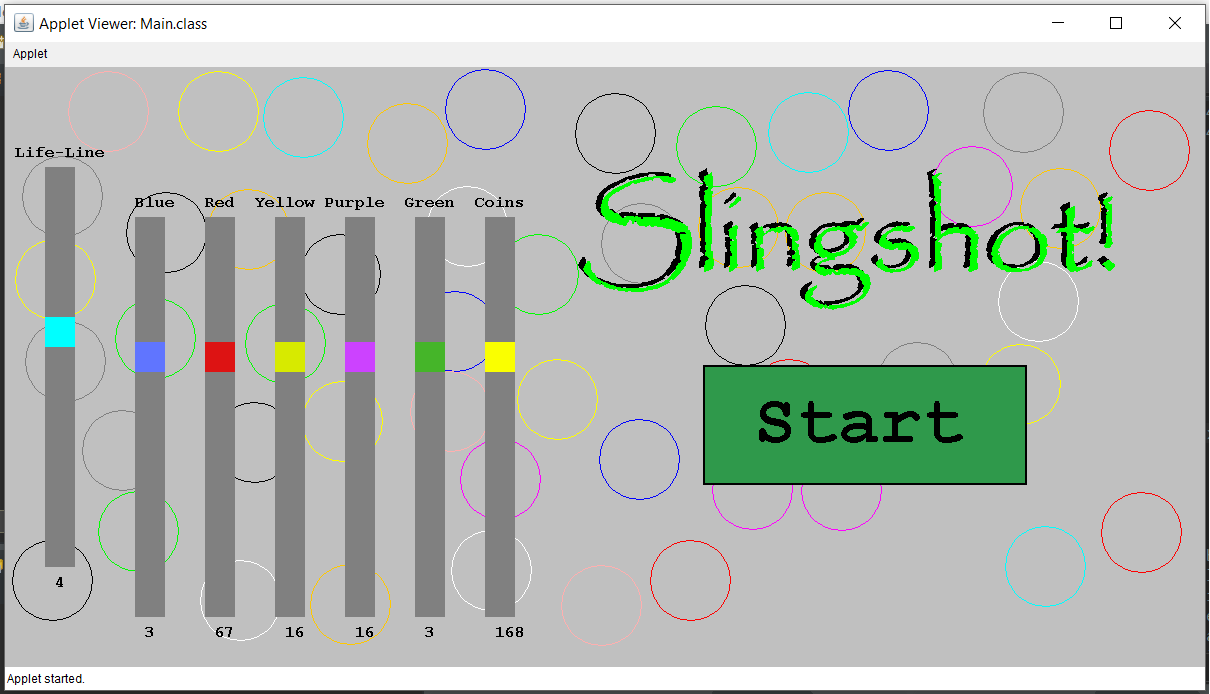 Applet Viewer: Main.class
Applet
Life-Line
Blue Red Yellow Purple Green Coins
Slingshot!
Start
4
3 67 16 16 3 168
Applet started.